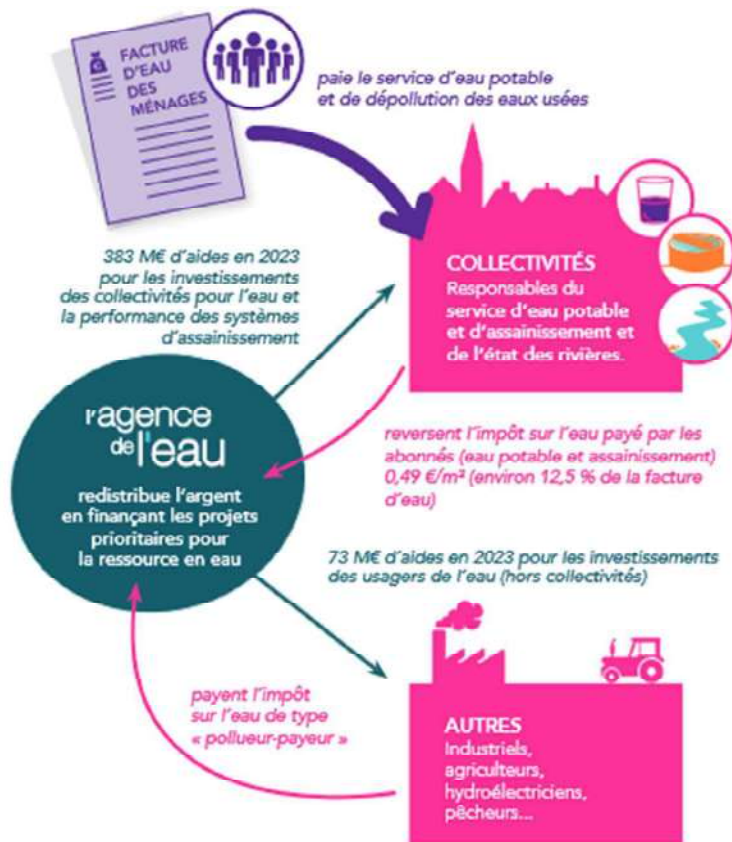 FACTURE
D'EAU
DES
MÉNAGES
paie le service d'eau potable
et de dépollution des eaux usées
383 M€ d'aides en 2023
pour les investissements
des collectivités pour l'eau et
la performance des systèmes
d'assainissement
COLLECTIVITÉS
Responsables du
service d'eau potable
et d'assainissement et
de l'état des rivières.
l'agence
de l'eau
redistribue l'argent
en finançant les projets
prioritaires pour
la ressource en eau
reversent l'impôt sur l'eau payé par les
abonnés (eau potable et assainissement)
0,49 €/m³ (environ 12,5 % de la facture
d'eau)
73 M€ d'aides en 2023 pour les investissements
des usagers de l'eau (hors collectivités)
payent l'impôt
sur l'eau de type
« pollueur-payeur »
AUTRES
Industriels,
agriculteurs,
hydroélectriciens,
pêcheurs...